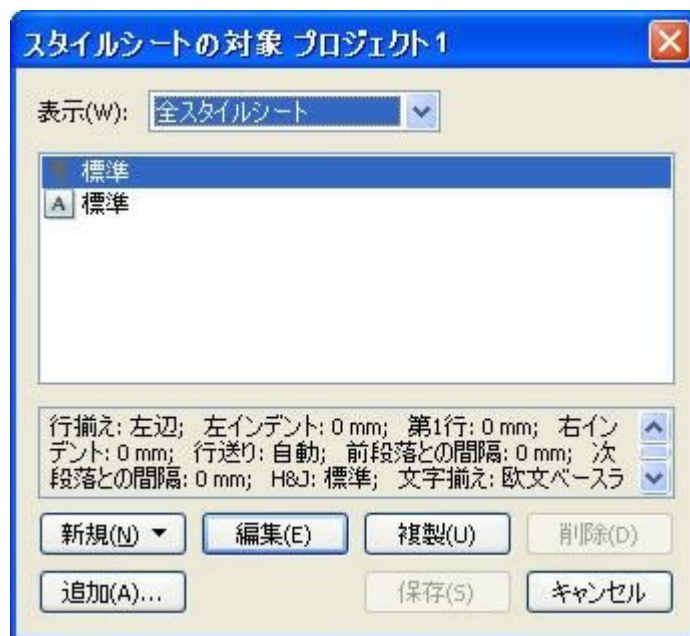 スタイルシートの対象 プロジェクト1
表示(W): 全スタイルシート
標準
A 標準
行揃え: 左辺; 左インデント: 0 mm; 第1行: 0 mm; 右イン
デント: 0 mm; 行送り: 自動; 前段落との間隔: 0 mm; 次
段落との間隔: 0 mm; H&J: 標準; 文字揃え: 欧文ベースラ
新規(N) 編集(E) 複製(U) 削除(D)
追加(A)... 保存(S) キャンセル